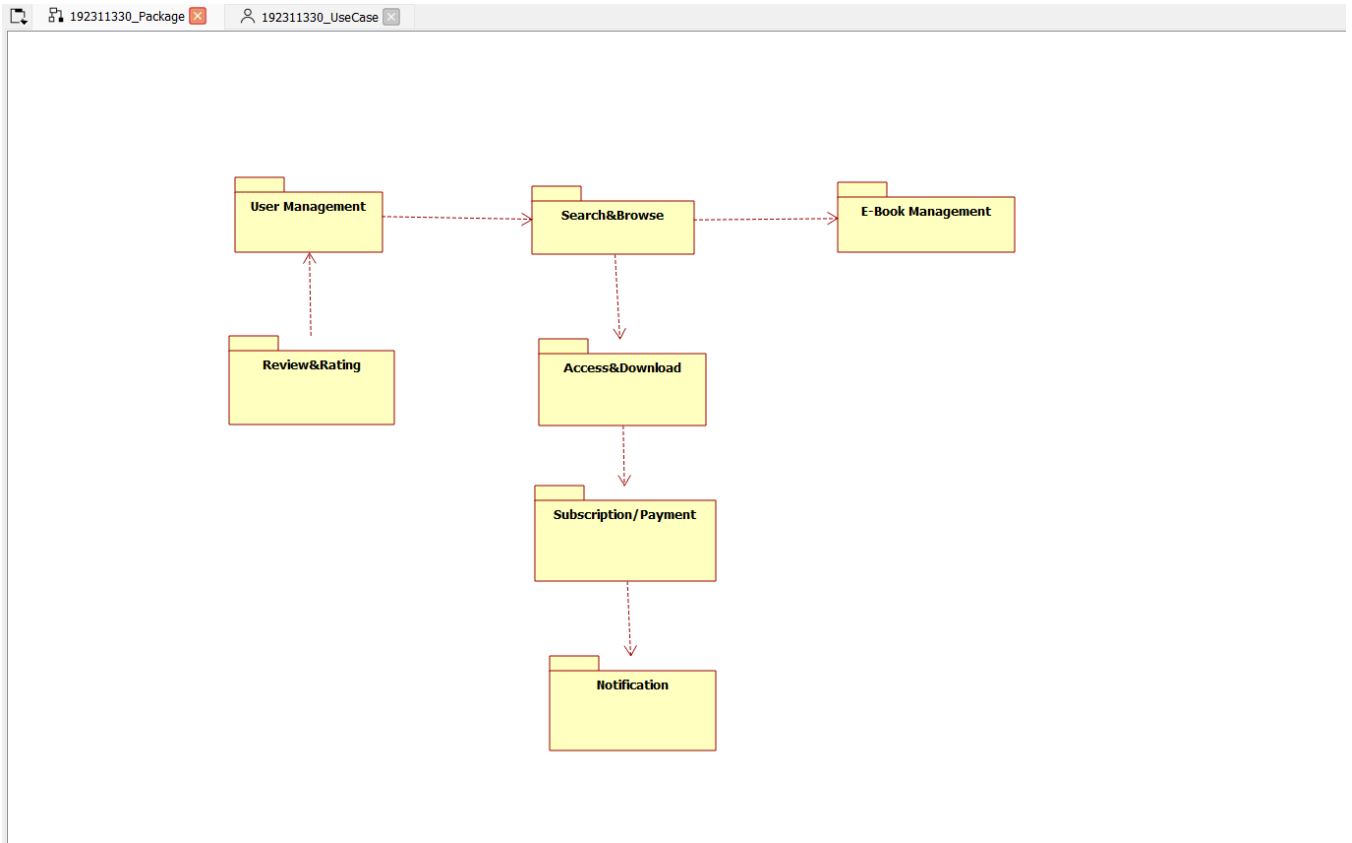 192311330_Package
192311330_UseCase
User Management
Search&Browse
E-Book Management
Review&Rating
Access&Download
Subscription/Payment
Notification